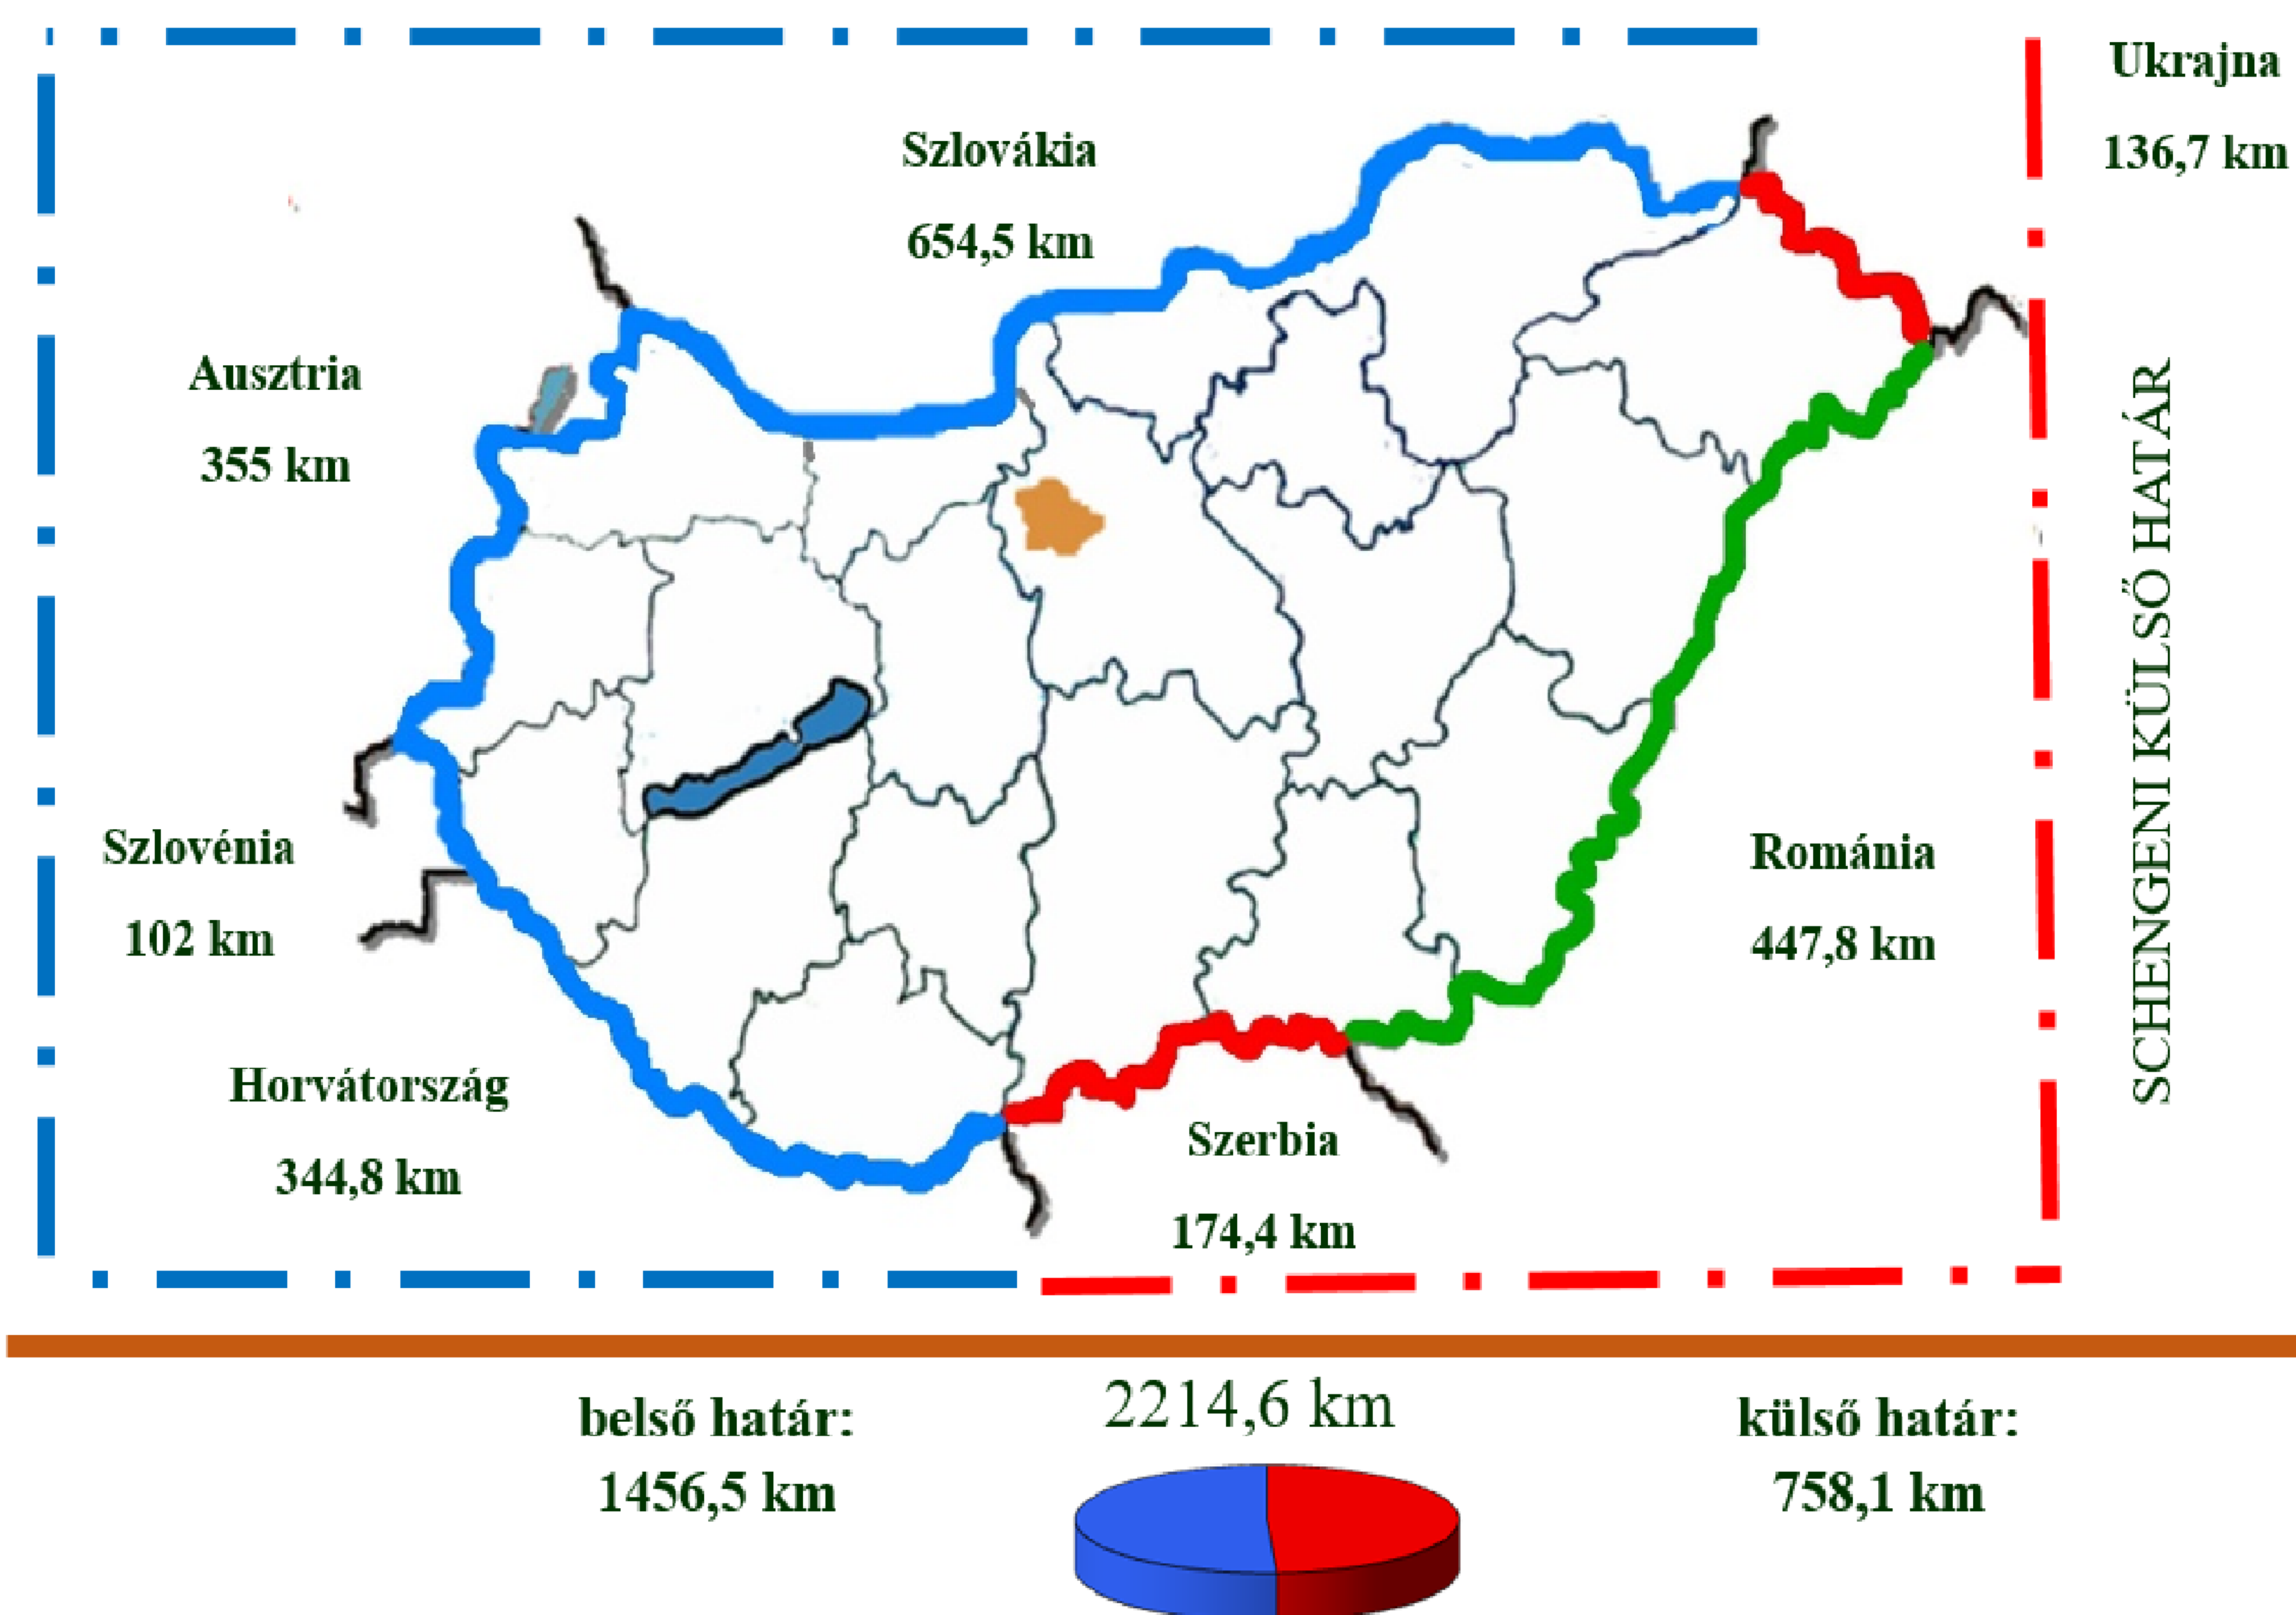 Ukrajna
136,7 km
Szlovákia
654,5 km
Ausztria
355 km
SCHENGENI KÜLSŐ HATÁR
Szlovénia
102 km
Románia
447,8 km
Horvátország
344,8 km
Szerbia
174,4 km
belső határ:
1456,5 km
2214,6 km
külső határ:
758,1 km